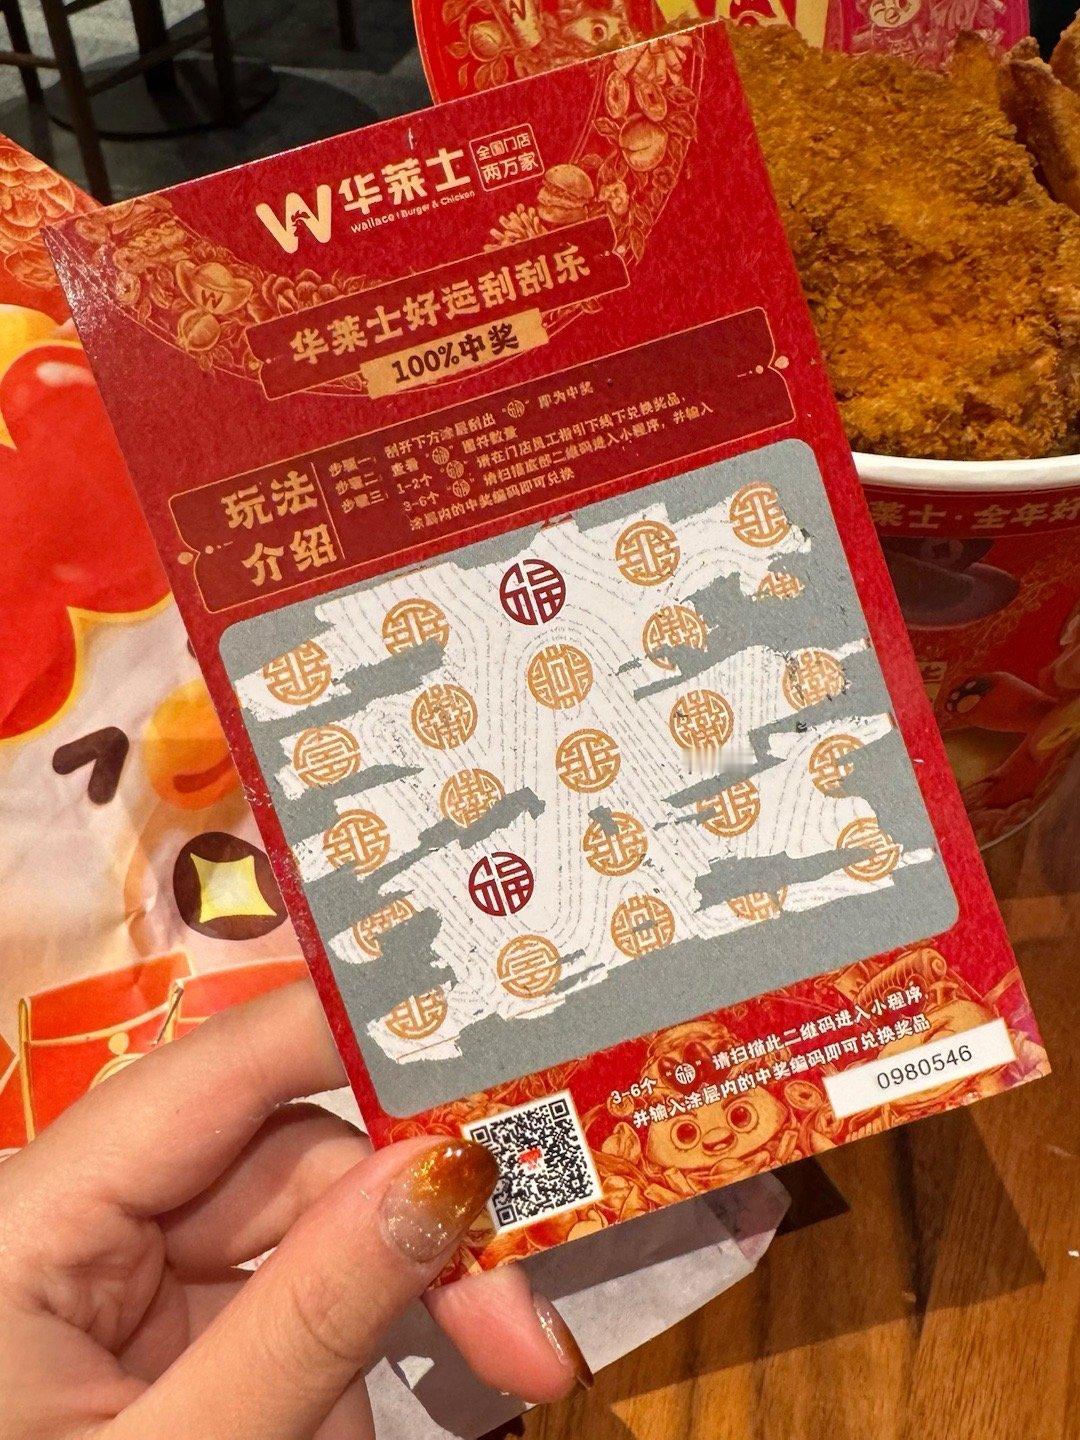 华莱士
Wallace | Burger & Chicken
全国门店
两万家
华莱士好运刮刮乐
100%中奖
玩法
介绍
步骤一: 刮开下方涂层刮出“福”即为中奖
步骤二: 查看“福”图符数量
步骤三: 1-2个“福”请在门店员工指引下线下兑换奖品,
3-6个“福”请扫描底部二维码进入小程序, 并输入
涂层内的中奖编码即可兑换
福
福
3-6个“福”请扫描此二维码进入小程序,
并输入涂层内的中奖编码即可兑换奖品
0980546
莱士·全年好